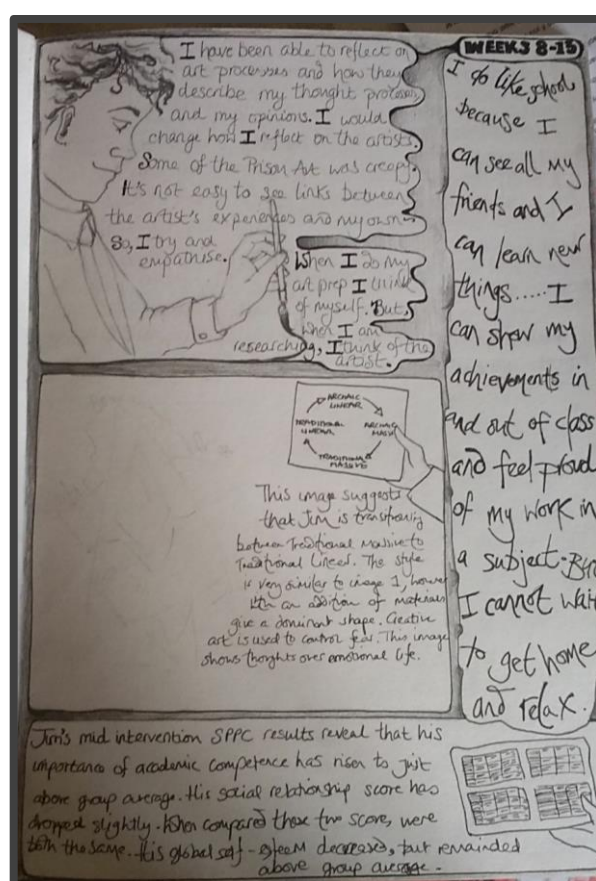 I have been able to reflect on
art processes and how they
describe my thought process,
and my opinions. I would
change how I reflect on the artists.
Some of the Prison Art was creepy.
It's not easy to see links between
the artist's experiences and my own.
So, I try and
empathise.
When I do my
art prep I think
of myself. But,
when I am
researching, I think of the
artist.
WEEKS 8-15
I do like school
because I
can see all my
friends and I
can learn new
things.....I
can show my
achievements in
and out of class
and feel proud
of my work in
a subject-But
I cannot wait
to get home
and relax.
ARCHAIC
LINEAR
ARCHAIC
MASSIVE
TRADITIONAL
MASSIVE
TRADITIONAL
LINEAR
This image suggests
that Jim is transitioning
between Traditional Massive to
Traditional Linear. The style
is very similar to image 1, however
with an addition of materials
give a dominant shape. Creative
art is used to control fear. This image
shows thoughts over emotional life.
Jim's mid intervention SPPC results reveal that his
importance of academic competence has risen to just
above group average. His social relationship score has
dropped slightly. When compared these two score, were
both the same. His global self-esteem decreased, but remainded
above group average.